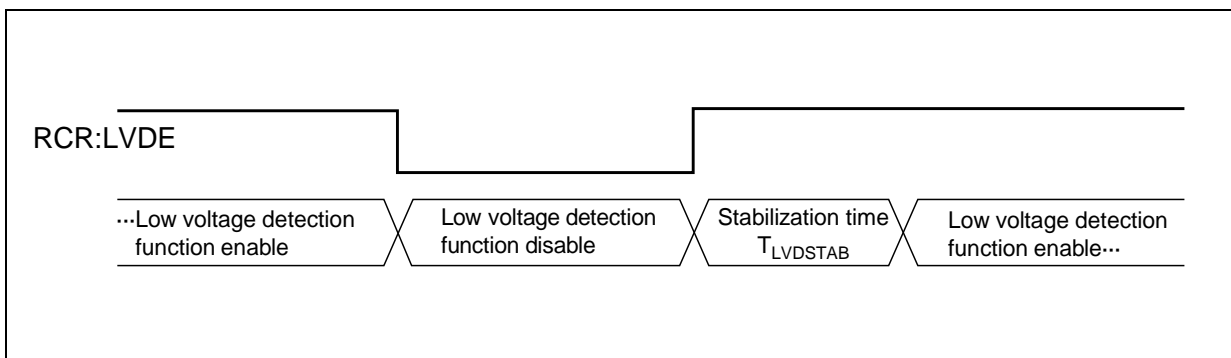 RCR:LVDE
···Low voltage detection
function enable
Low voltage detection
function disable
Stabilization time
TLVDSTAB
Low voltage detection
function enable···